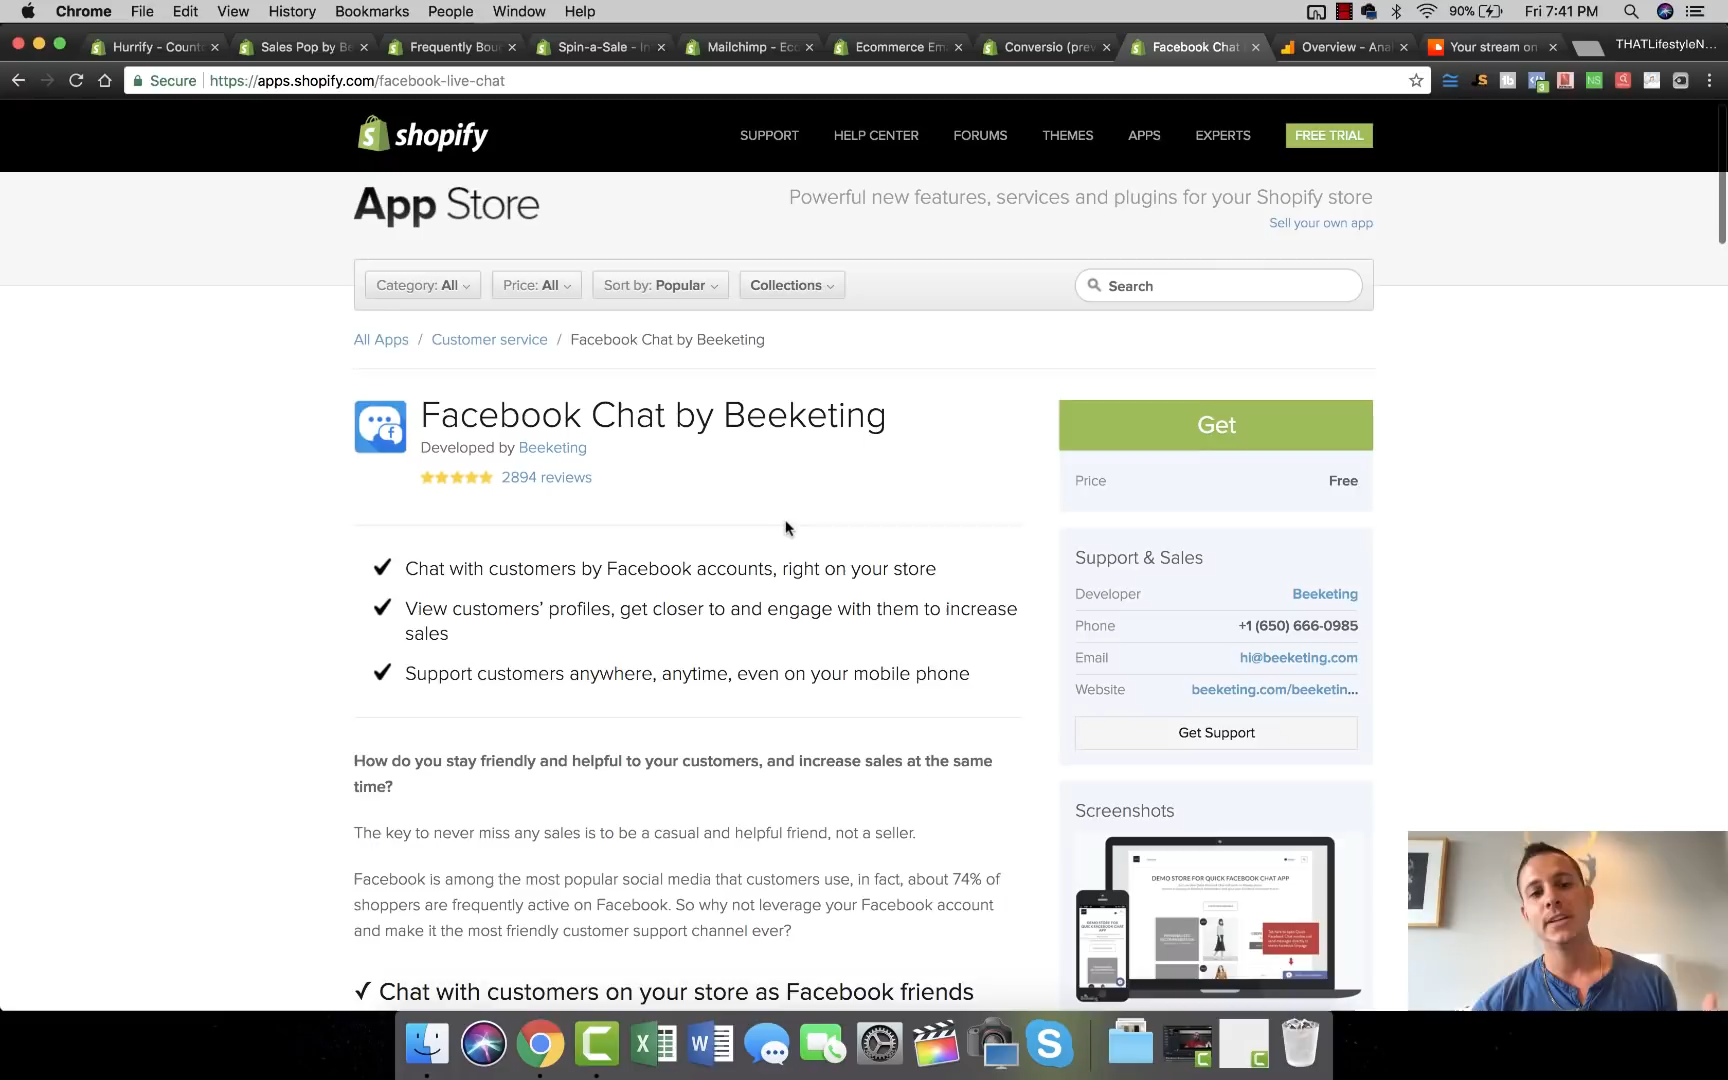 Chrome File Edit View History Bookmarks People Window Help 90% Fri 7:41 PM
Hurrify - Count Sales Pop by Be Frequently Bou Spin-a-Sale - In Mailchimp - Eco Ecommerce Em Conversio (prev Facebook Chat Overview - Ana Your stream on THATLifestyleN...
Secure https://apps.shopify.com/facebook-live-chat
shopify SUPPORT HELP CENTER FORUMS THEMES APPS EXPERTS FREE TRIAL
App Store Powerful new features, services and plugins for your Shopify store
Sell your own app
Category: All Price: All Sort by: Popular Collections Search
All Apps / Customer service / Facebook Chat by Beeketing
Facebook Chat by Beeketing
Developed by Beeketing
2894 reviews
Get
Price Free
Chat with customers by Facebook accounts, right on your store
View customers’ profiles, get closer to and engage with them to increase
sales
Support customers anywhere, anytime, even on your mobile phone
Support & Sales
Developer Beeketing
Phone +1 (650) 666-0985
Email hi@beeketing.com
Website beeketing.com/beeketin...
Get Support
How do you stay friendly and helpful to your customers, and increase sales at the same
time?
The key to never miss any sales is to be a casual and helpful friend, not a seller.
Facebook is among the most popular social media that customers use, in fact, about 74% of
shoppers are frequently active on Facebook. So why not leverage your Facebook account
and make it the most friendly customer support channel ever?
✓ Chat with customers on your store as Facebook friends
Screenshots
DEMO STORE FOR QUICK FACEBOOK CHAT APP